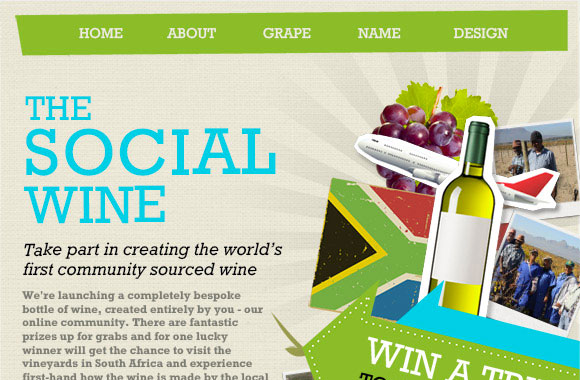 HOME ABOUT GRAPE NAME DESIGN
THE
SOCIAL
WINE
Take part in creating the world's
first community sourced wine
We're launching a completely bespoke
bottle of wine, created entirely by you - our
online community. There are fantastic
prizes up for grabs and for one lucky
winner will get the chance to visit the
vineyards in South Africa and experience
first-hand how the wine is made by the local
WIN A